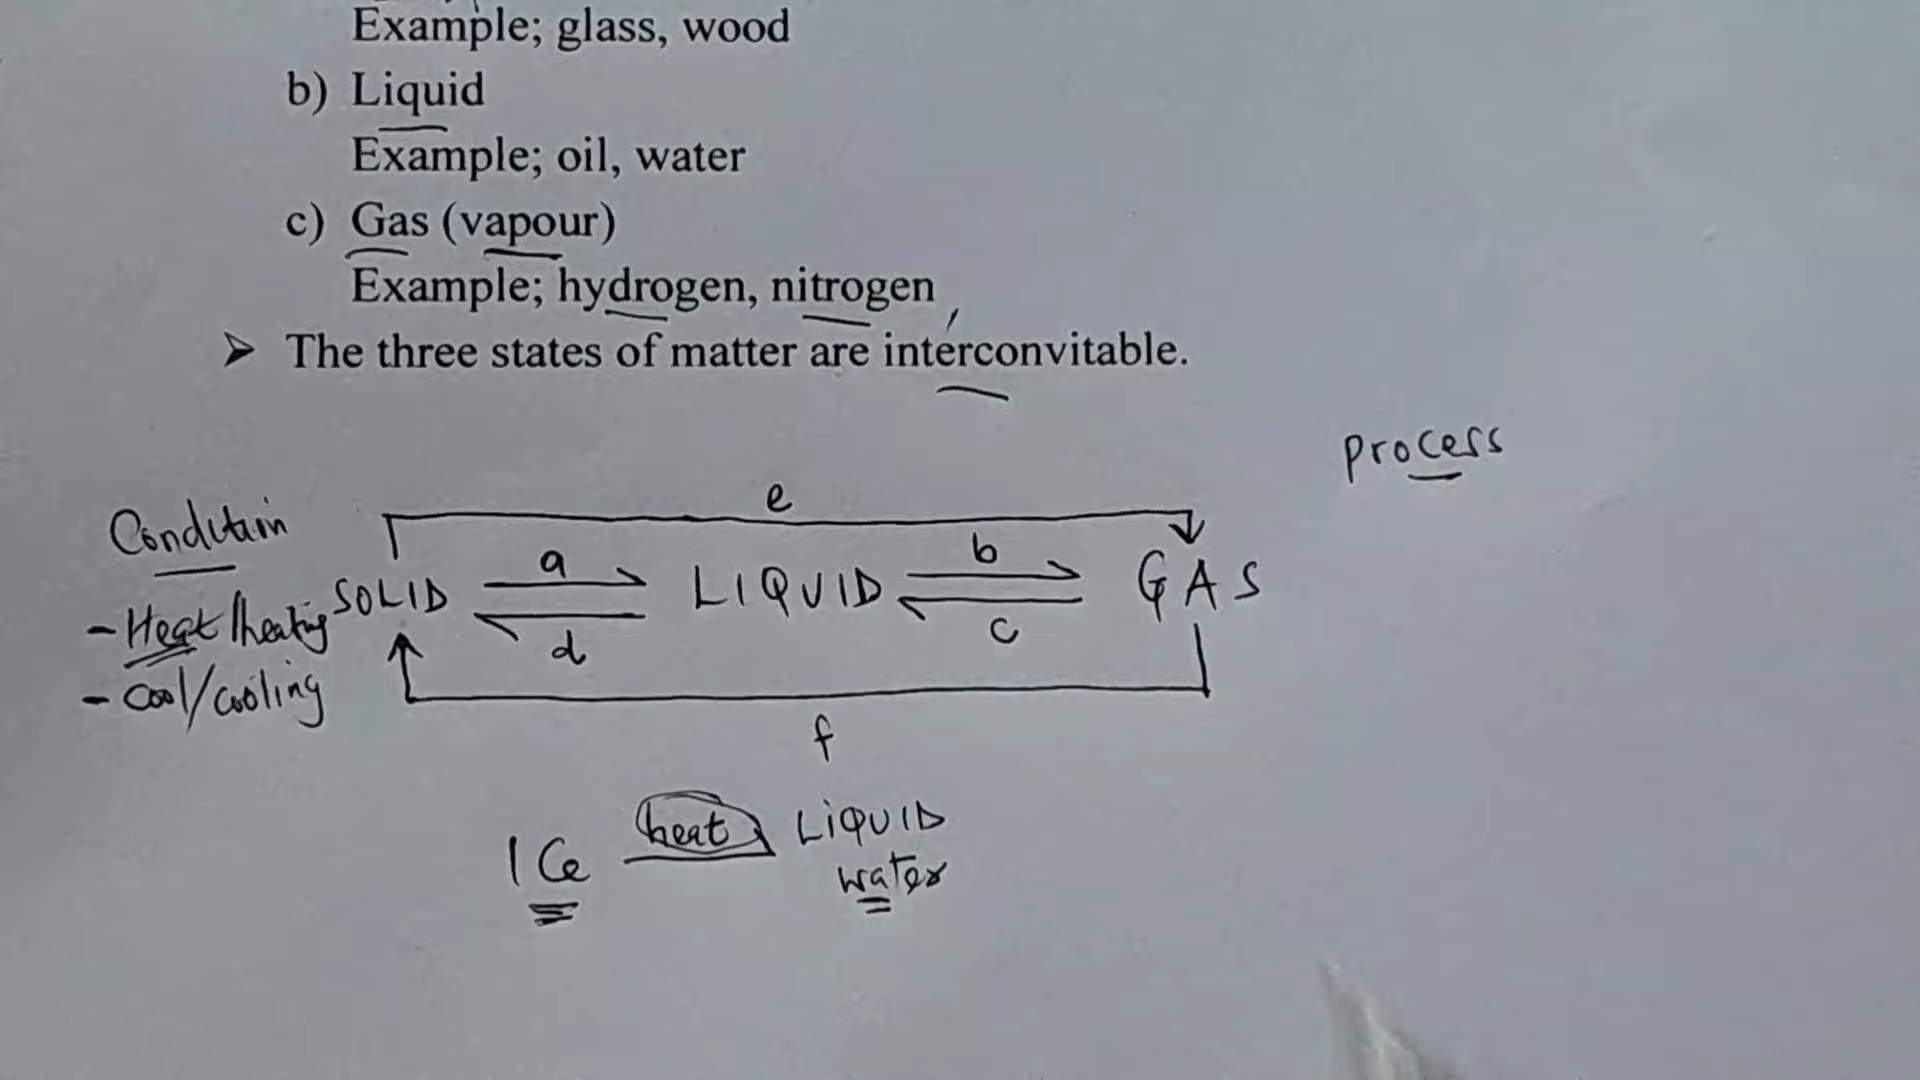 Example; glass, wood
b) Liquid
Example; oil, water
c) Gas (vapour)
Example; hydrogen, nitrogen
➢ The three states of matter are interconvitable.
Process
Condition
e
a
b
SOLID LIQUID GAS
- Heat/heating
d
c
- Cool/cooling
f
ICe heat LIQUID
water